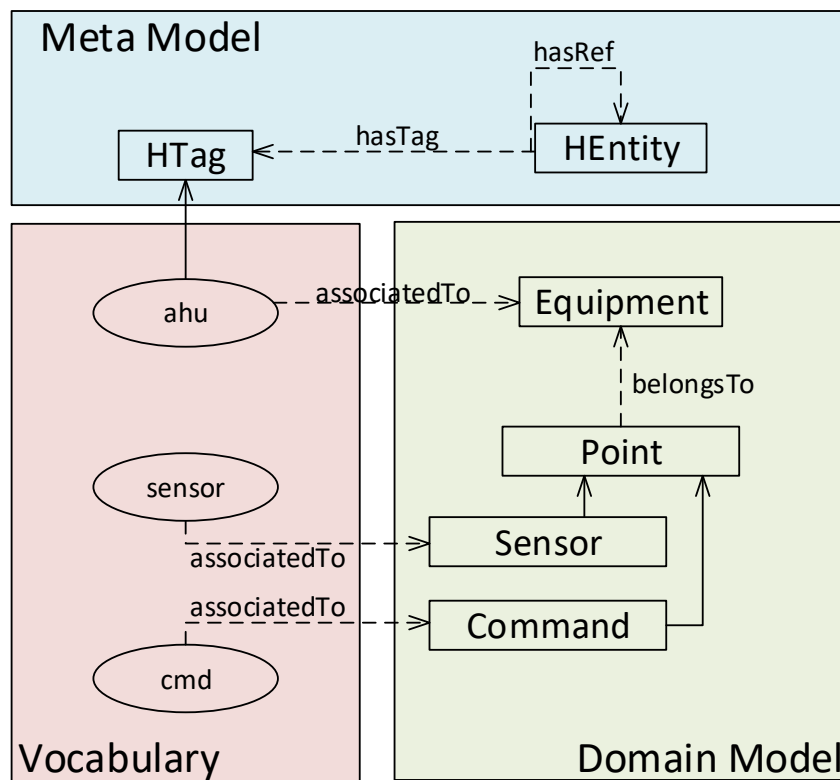 Meta Model
hasRef
hasTag
HTag
HEntity
ahu
associatedTo
Equipment
belongsTo
Point
sensor
Sensor
associatedTo
associatedTo
Command
cmd
Vocabulary
Domain Model